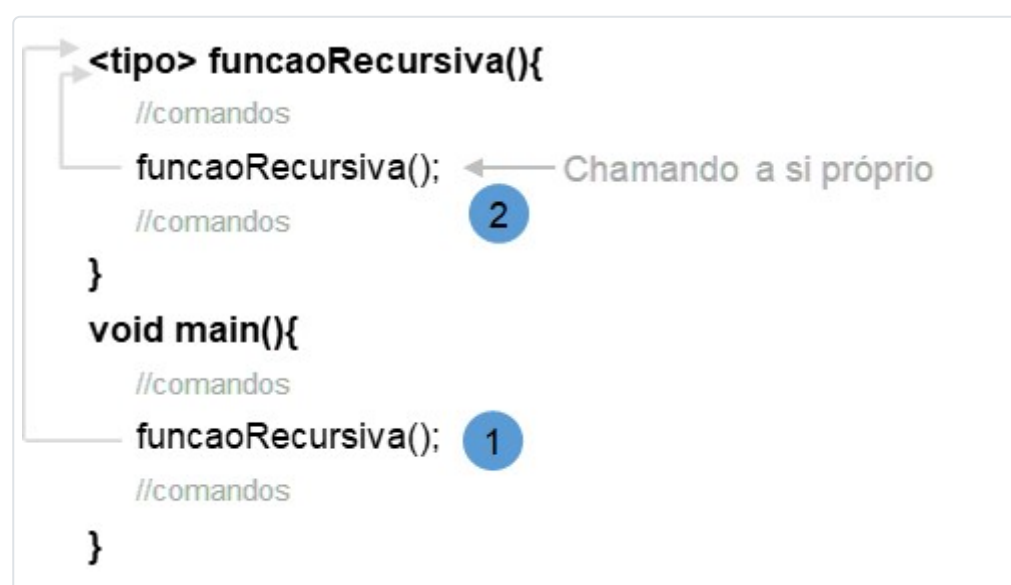 <tipo> funcaoRecursiva(){
//comandos
funcaoRecursiva(); Chamando a si próprio
2
//comandos
}
void main(){
//comandos
funcaoRecursiva(); 1
//comandos
}